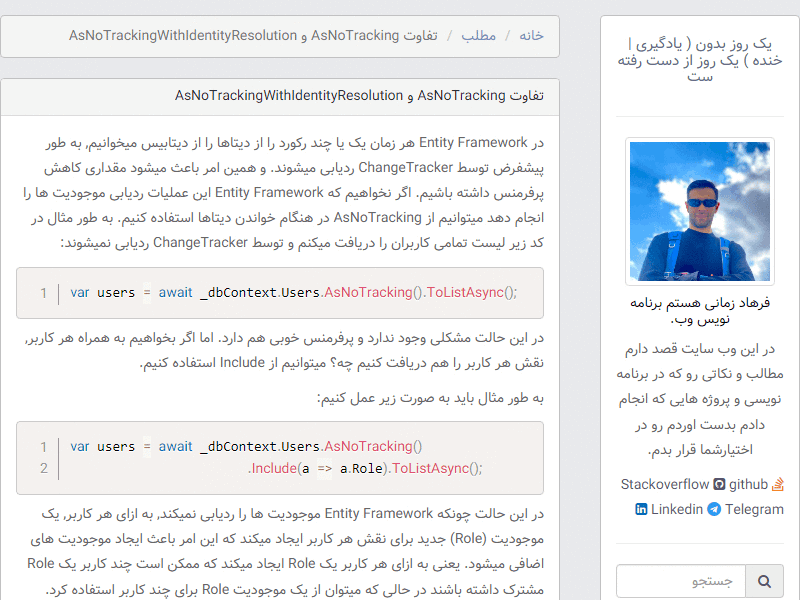 خانه / مطلب / تفاوت AsNoTracking و AsNoTrackingWithIdentityResolution
تفاوت AsNoTracking و AsNoTrackingWithIdentityResolution
در Entity Framework هر زمان یک یا چند رکورد را از دیتاها را از دیتابیس میخوانیم, به طور
پیشفرض توسط ChangeTracker ردیابی میشوند. و همین امر باعث میشود مقداری کاهش
پرفرمنس داشته باشیم. اگر نخواهیم که Entity Framework این عملیات ردیابی موجودیت ها را
انجام دهد میتوانیم از AsNoTracking در هنگام خواندن دیتاها استفاده کنیم. به طور مثال در
کد زیر لیست تمامی کاربران را دریافت میکنم و توسط ChangeTracker ردیابی نمیشوند:
1 var users = await _dbContext.Users.AsNoTracking().ToListAsync();
در این حالت مشکلی وجود ندارد و پرفرمنس خوبی هم دارد. اما اگر بخواهیم به همراه هر کاربر,
نقش هر کاربر را هم دریافت کنیم چه؟ میتوانیم از Include استفاده کنیم.
به طور مثال باید به صورت زیر عمل کنیم:
1 var users = await _dbContext.Users.AsNoTracking()
2 .Include(a => a.Role).ToListAsync();
در این حالت چونکه Entity Framework موجودیت ها را ردیابی نمیکند, به ازای هر کاربر, یک
موجودیت (Role) جدید برای نقش هر کاربر ایجاد میکند که این امر باعث ایجاد موجودیت های
اضافی میشود. یعنی به ازای هر کاربر یک Role ایجاد میکند که ممکن است چند کاربر یک Role
مشترک داشته باشند در حالی که میتوان از یک موجودیت Role برای چند کاربر استفاده کرد.
یک روز بدون ( یادگیری |
خنده ) یک روز از دست رفته
ست
فرهاد زمانی هستم برنامه
نویس وب.
در این وب سایت قصد دارم
مطالب و نکاتی رو که در برنامه
نویسی و پروژه هایی که انجام
دادم بدست اوردم رو در
اختیارشما قرار بدم.
Stackoverflow github
Linkedin Telegram
جستجو